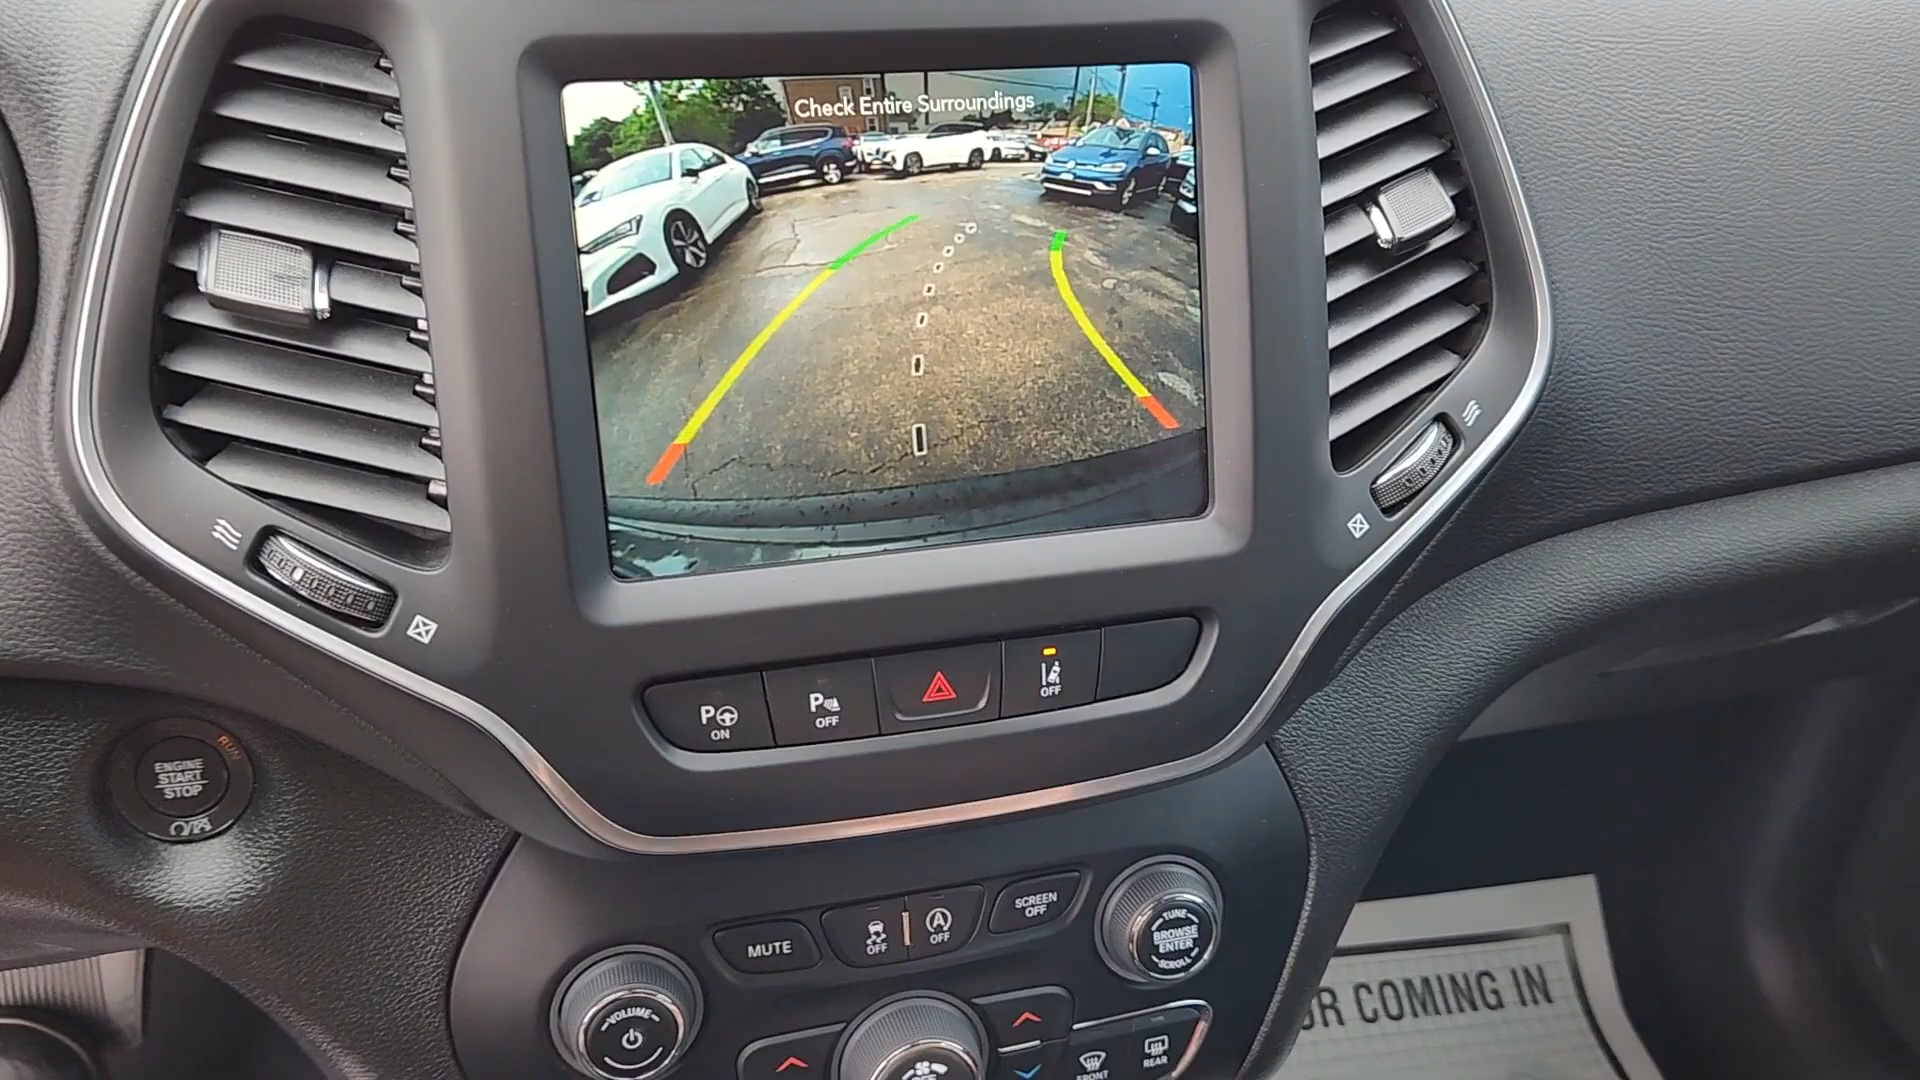 Check Entire Surroundings
P
ON
P
OFF
OFF
ENGINE
START
STOP
RUN
MUTE
OFF
A
OFF
SCREEN
OFF
TUNE
BROWSE
ENTER
SCROLL
VOLUME
FRONT
REAR
OR COMING IN